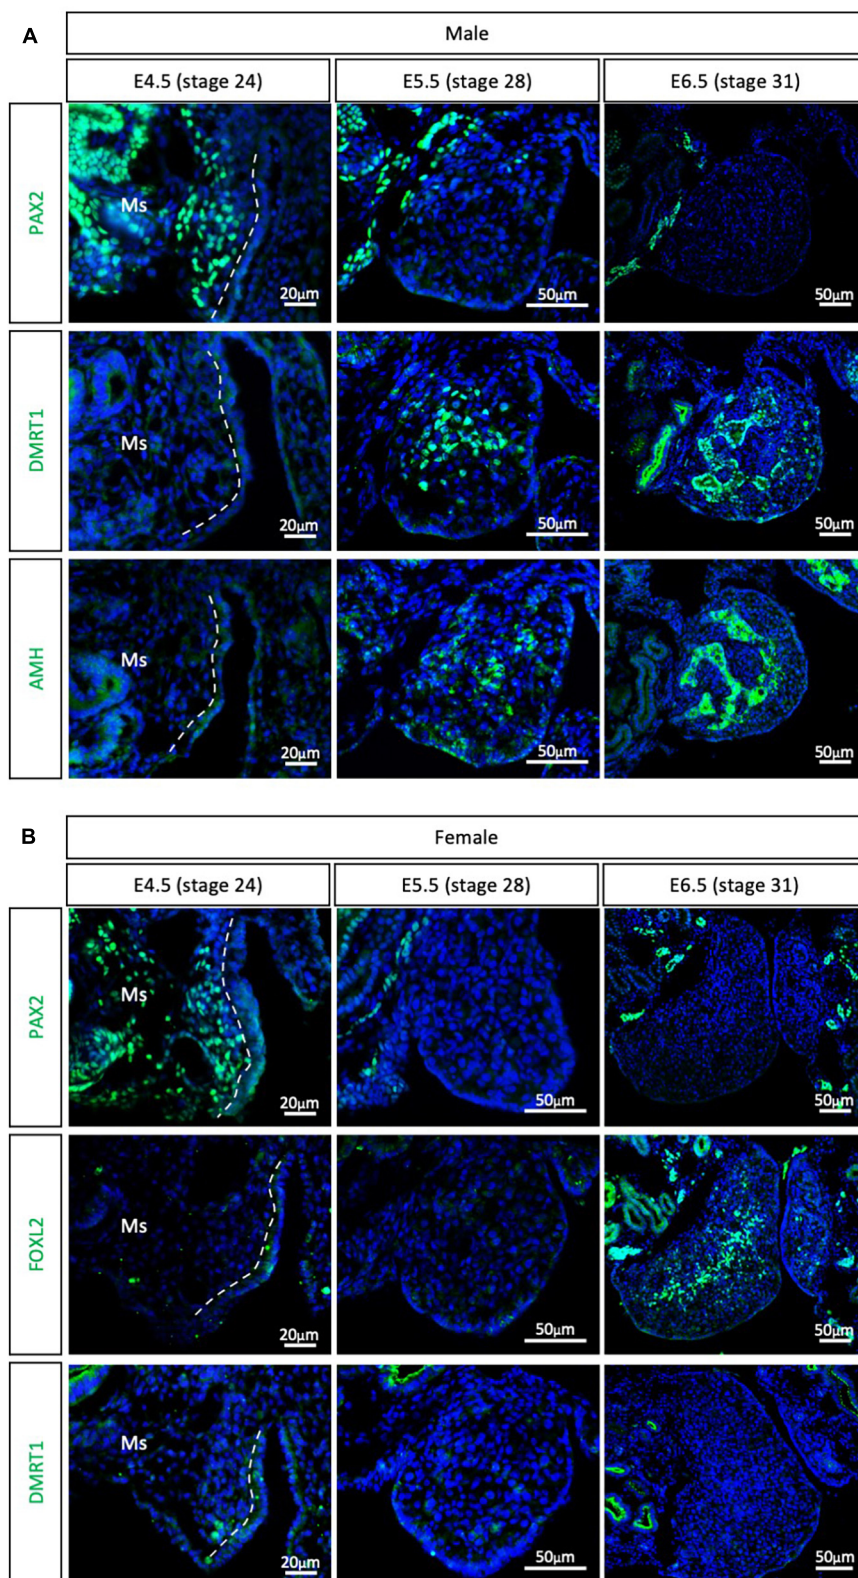 A
Male
E4.5 (stage 24)
E5.5 (stage 28)
E6.5 (stage 31)
PAX2
Ms
20μm
50μm
50μm
DMRT1
Ms
20μm
50μm
50μm
AMH
Ms
20μm
50μm
50μm
B
Female
E4.5 (stage 24)
E5.5 (stage 28)
E6.5 (stage 31)
PAX2
Ms
20μm
50μm
50μm
FOXL2
Ms
20μm
50μm
50μm
DMRT1
Ms
20μm
50μm
50μm